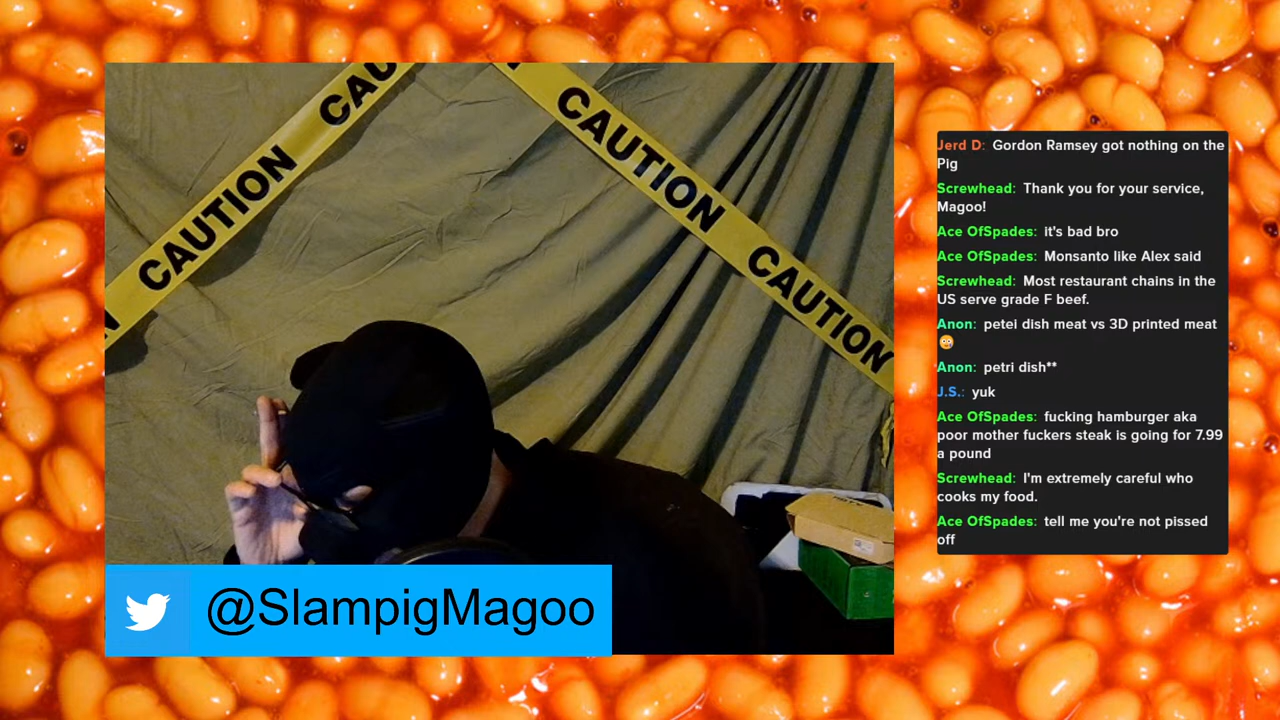 CAUTION
CAU
CAUTION
CAUTION
N
@SlampigMagoo
Jerd D: Gordon Ramsey got nothing on the
Pig
Screwhead: Thank you for your service,
Magoo!
Ace OfSpades: it's bad bro
Ace OfSpades: Monsanto like Alex said
Screwhead: Most restaurant chains in the
US serve grade F beef.
Anon: petei dish meat vs 3D printed meat
Anon: petri dish**
J.S.: yuk
Ace OfSpades: fucking hamburger aka
poor mother fuckers steak is going for 7.99
a pound
Screwhead: I'm extremely careful who
cooks my food.
Ace OfSpades: tell me you're not pissed
off